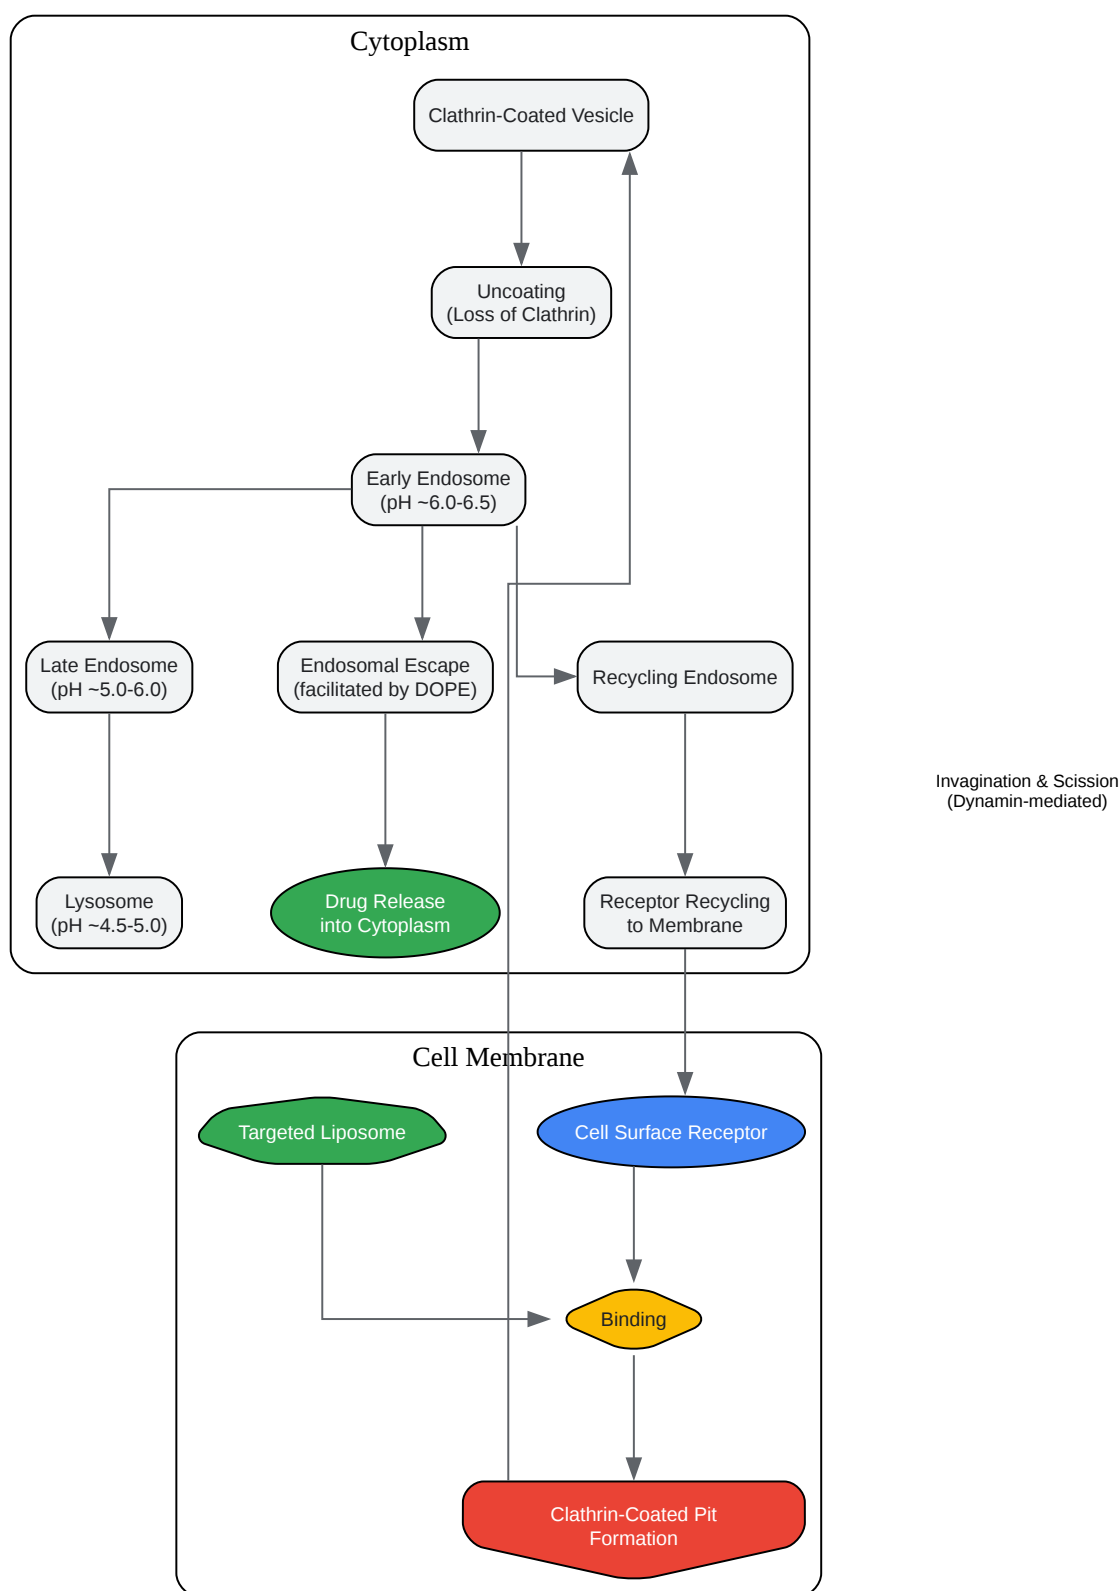 Cytoplasm
Clathrin-Coated Vesicle
Uncoating
(Loss of Clathrin)
Early Endosome
(pH ~6.0-6.5)
Late Endosome
(pH ~5.0-6.0)
Endosomal Escape
(facilitated by DOPE)
Recycling Endosome
Invagination & Scission
(Dynamin-mediated)
Lysosome
(pH ~4.5-5.0)
Drug Release
into Cytoplasm
Receptor Recycling
to Membrane
Cell Membrane
Targeted Liposome
Cell Surface Receptor
Binding
Clathrin-Coated Pit
Formation